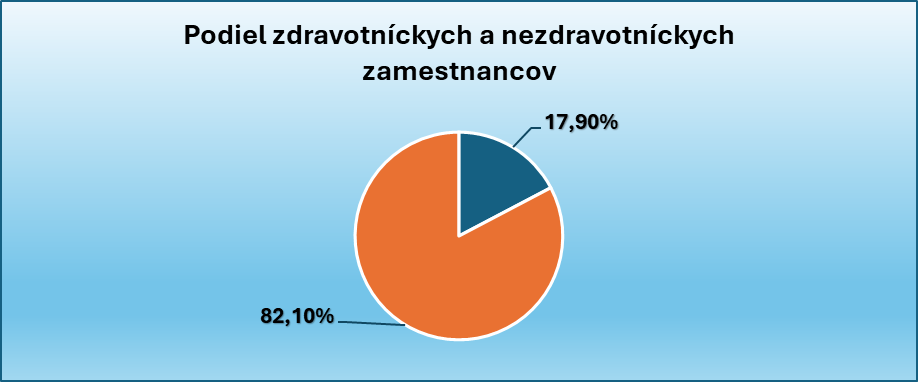 Podiel zdravotníckych a nezdravotníckych
zamestnancov
17,90%
82,10%